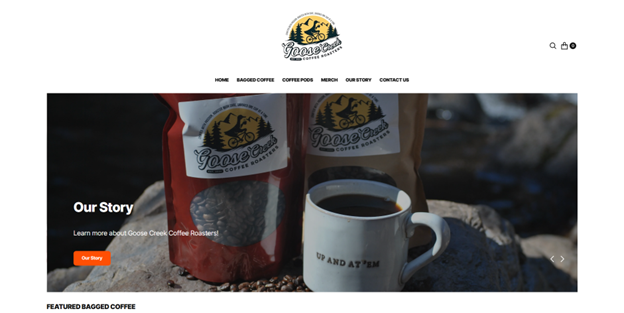 Goose Creek
COFFEE ROASTERS
0
HOME BAGGED COFFEE COFFEE PODS MERCH OUR STORY CONTACT US
Goose Creek
COFFEE ROASTERS
Goose Creek
COFFEE ROASTERS
UP AND AT 'EM
Our Story
Learn more about Goose Creek Coffee Roasters!
Our Story
FEATURED BAGGED COFFEE